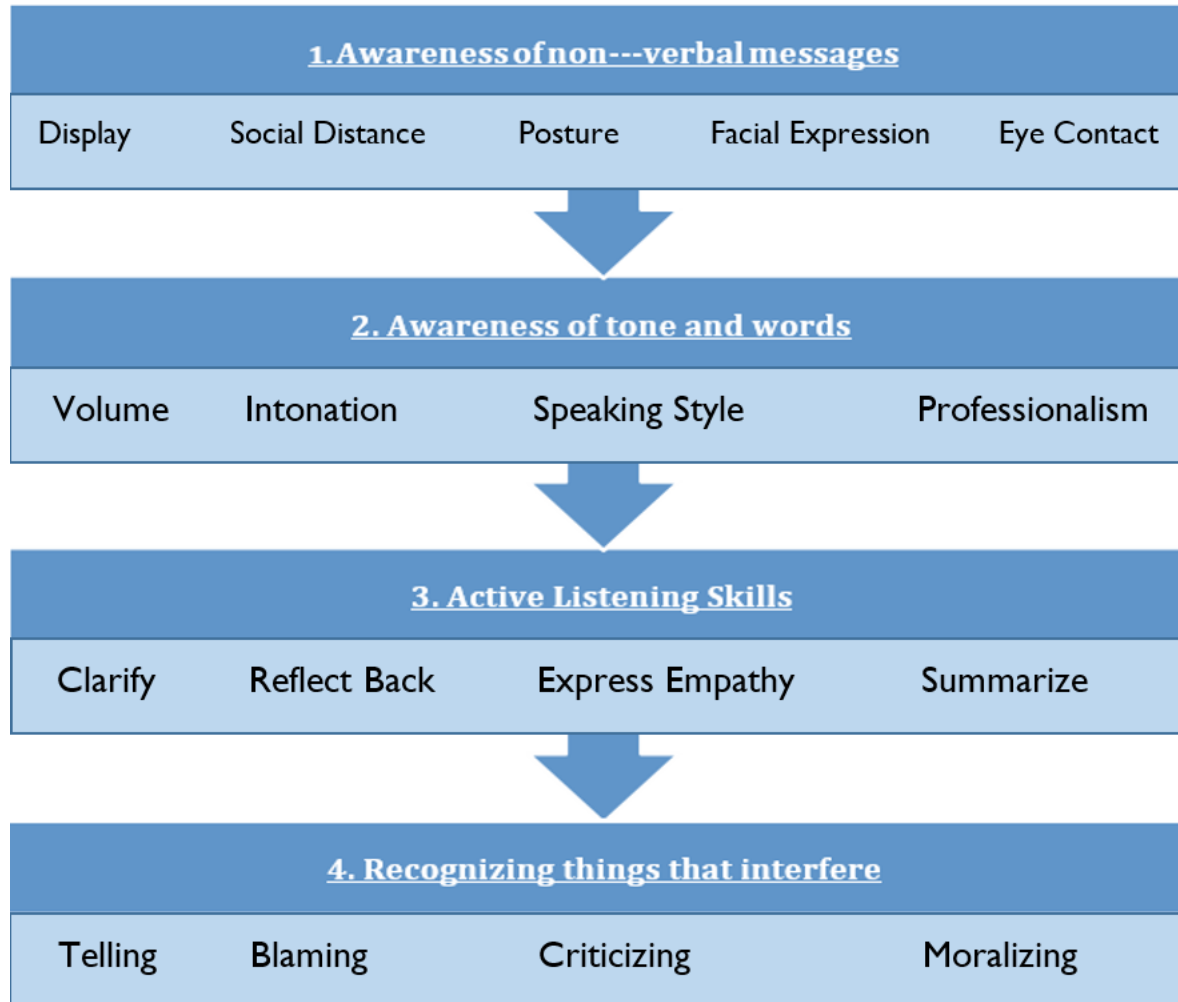 1. Awareness of non---verbal messages
Display Social Distance Posture Facial Expression Eye Contact
2. Awareness of tone and words
Volume Intonation Speaking Style Professionalism
3. Active Listening Skills
Clarify Reflect Back Express Empathy Summarize
4. Recognizing things that interfere
Telling Blaming Criticizing Moralizing